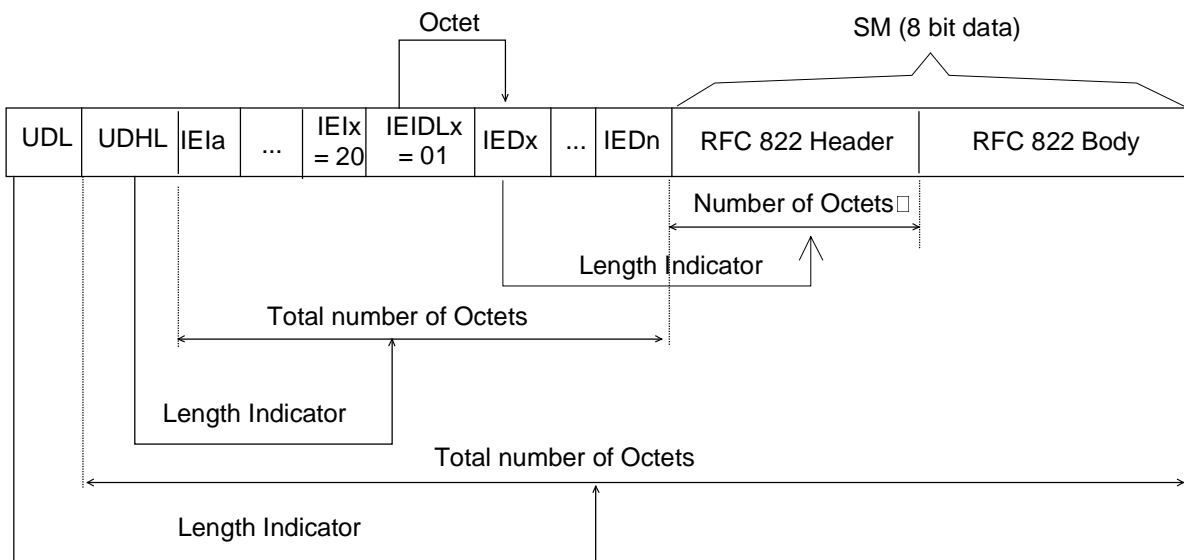 Octet
SM (8 bit data)
UDL UDHL IEIa ... IEIx = 20 IEIDLx = 01 IEDx ... IEDn RFC 822 Header RFC 822 Body
Number of Octets
Length Indicator
Total number of Octets
Length Indicator
Total number of Octets
Length Indicator